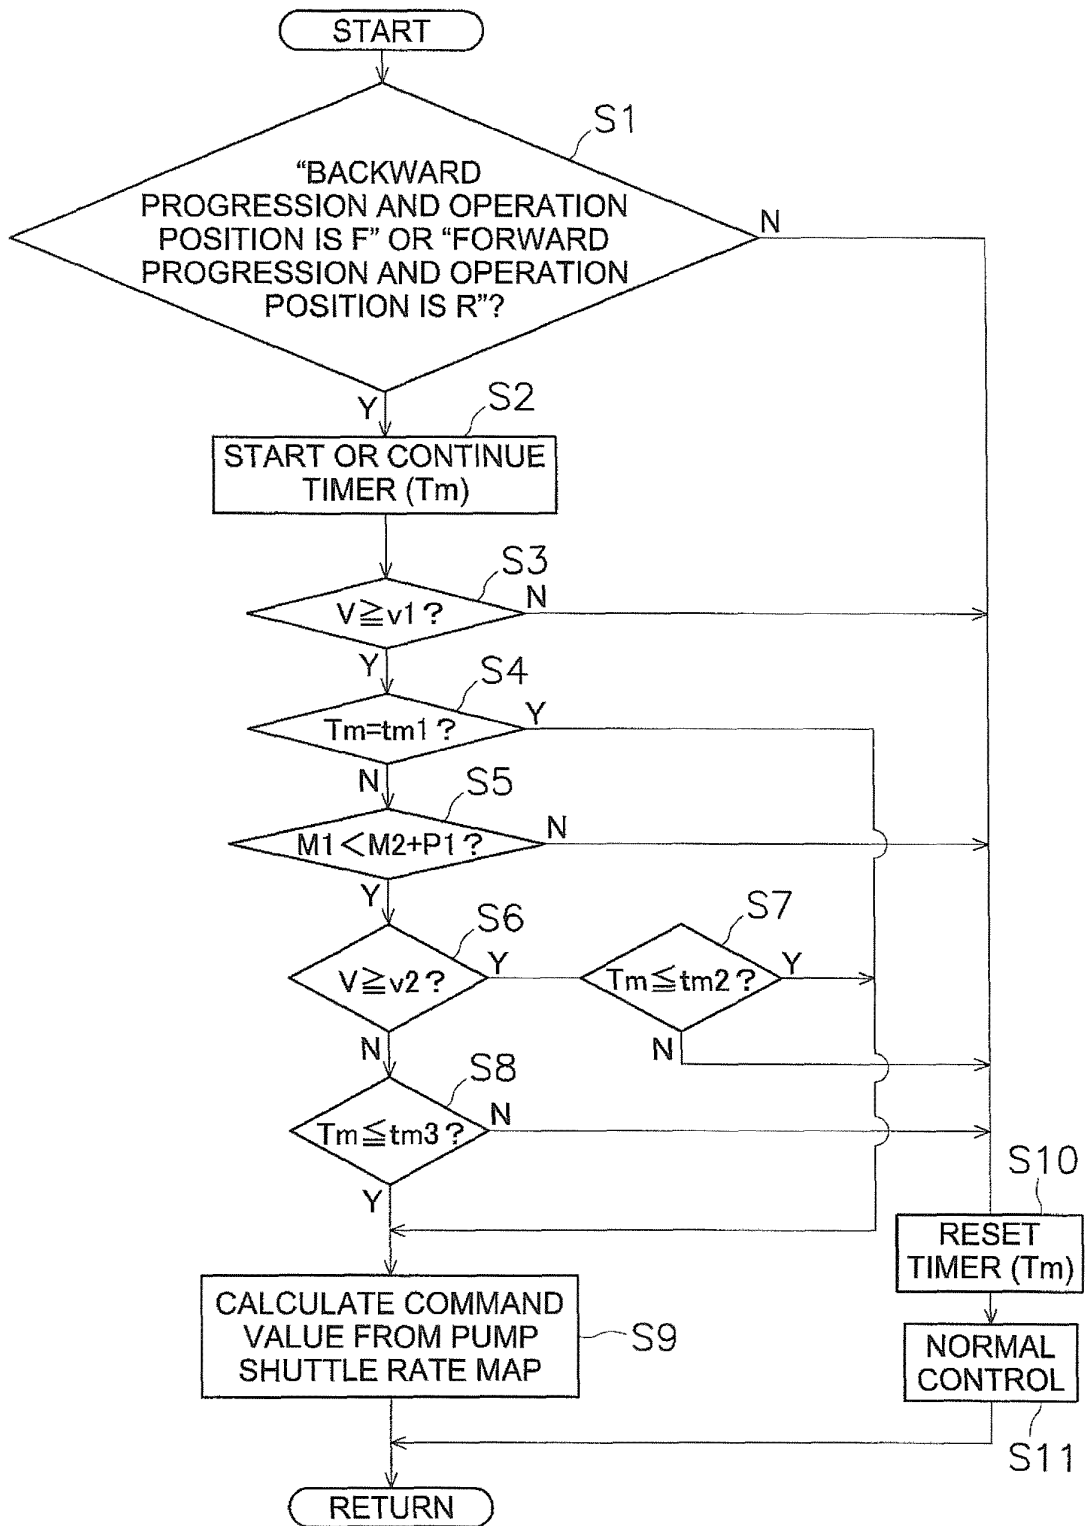 START
S1
“BACKWARD
PROGRESSION AND OPERATION
POSITION IS F” OR “FORWARD
PROGRESSION AND OPERATION
POSITION IS R”?
N
Y
S2
START OR CONTINUE
TIMER (Tm)
S3
V≧v1?
N
Y
S4
Tm=tm1?
Y
N
S5
M1<M2+P1?
N
Y
S6
V≧v2?
Y
S7
Tm≦tm2?
Y
N
N
S8
Tm≦tm3?
N
Y
S10
RESET
TIMER (Tm)
CALCULATE COMMAND
VALUE FROM PUMP
SHUTTLE RATE MAP
S9
NORMAL
CONTROL
S11
RETURN